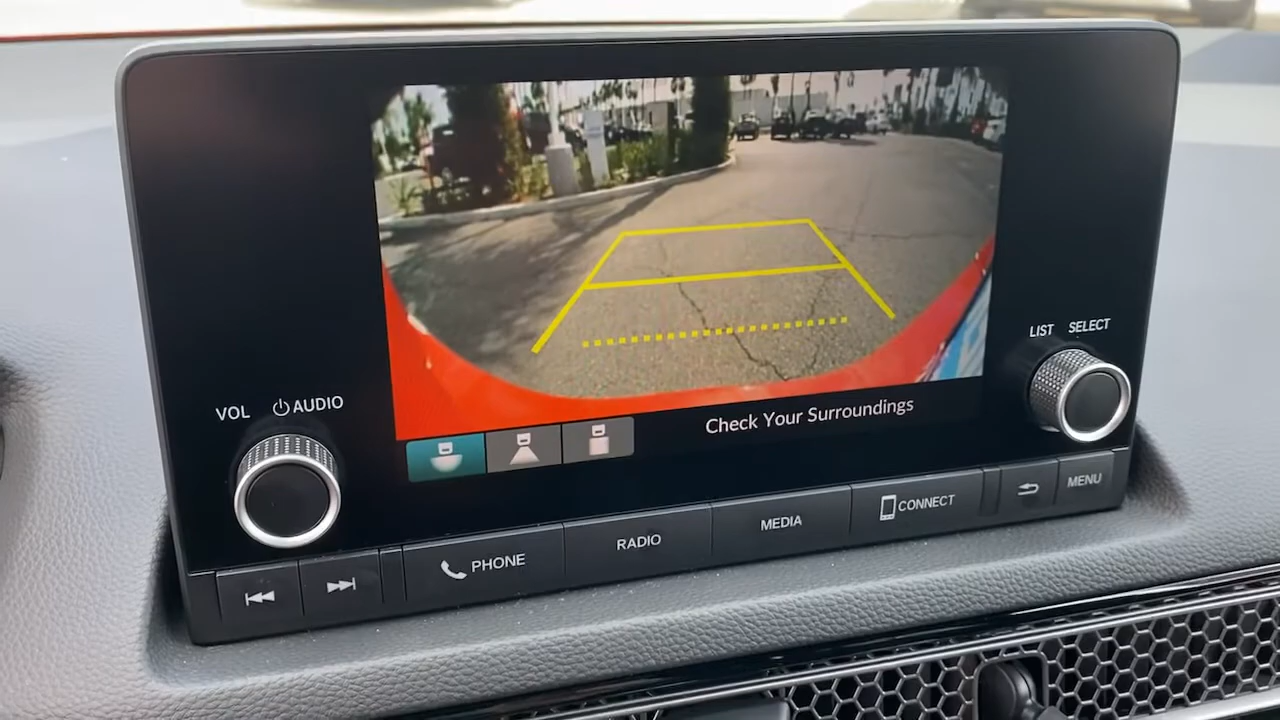 Check Your Surroundings
LIST SELECT
VOL AUDIO
PHONE
RADIO
MEDIA
CONNECT
MENU